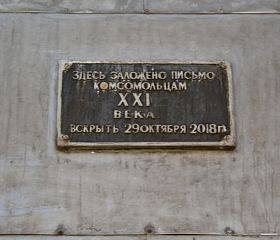 ЗДЕСЬ ЗАЛОЖЕНО ПИСЬМО
КОМСОМОЛЬЦАМ
XXI
ВЕКА
ВСКРЫТЬ 29 ОКТЯБРЯ 2018 Г.